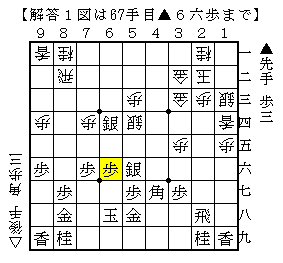 【解答１図は67手目▲６六歩まで】
９ ８ ７ ６ ５ ４ ３ ２ １
香 桂 桂 一
飛 金 玉 二
歩 金 歩 銀 三
歩 歩 銀 銀 香 四
歩 歩 五
歩 歩 歩 銀 六
歩 歩 角 歩 七
金 玉 金 飛 八
香 桂 桂 香 九
▲先手 歩三
△後手 角歩三